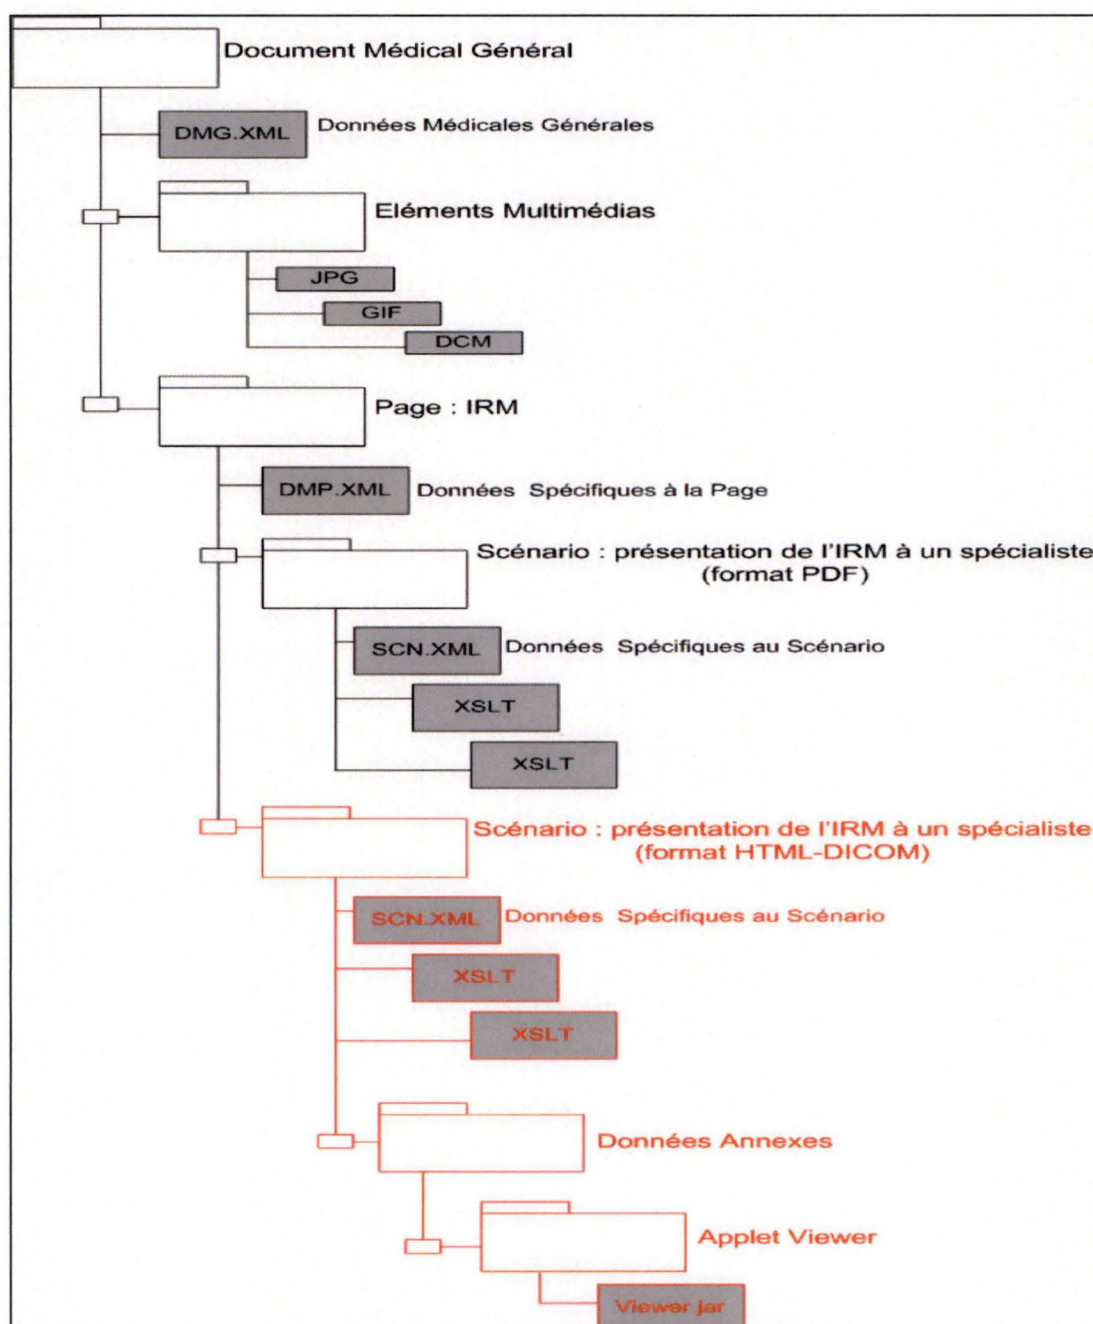 Document Médical Général
DMG.XML Données Médicales Générales
Eléments Multimédias
JPG
GIF
DCM
Page : IRM
DMP.XML Données Spécifiques à la Page
Scénario : présentation de l'IRM à un spécialiste
(format PDF)
SCN.XML Données Spécifiques au Scénario
XSLT
XSLT
Scénario : présentation de l'IRM à un spécialiste
(format HTML-DICOM)
SCN.XML Données Spécifiques au Scénario
XSLT
XSLT
Données Annexes
Applet Viewer
Viewer.jar